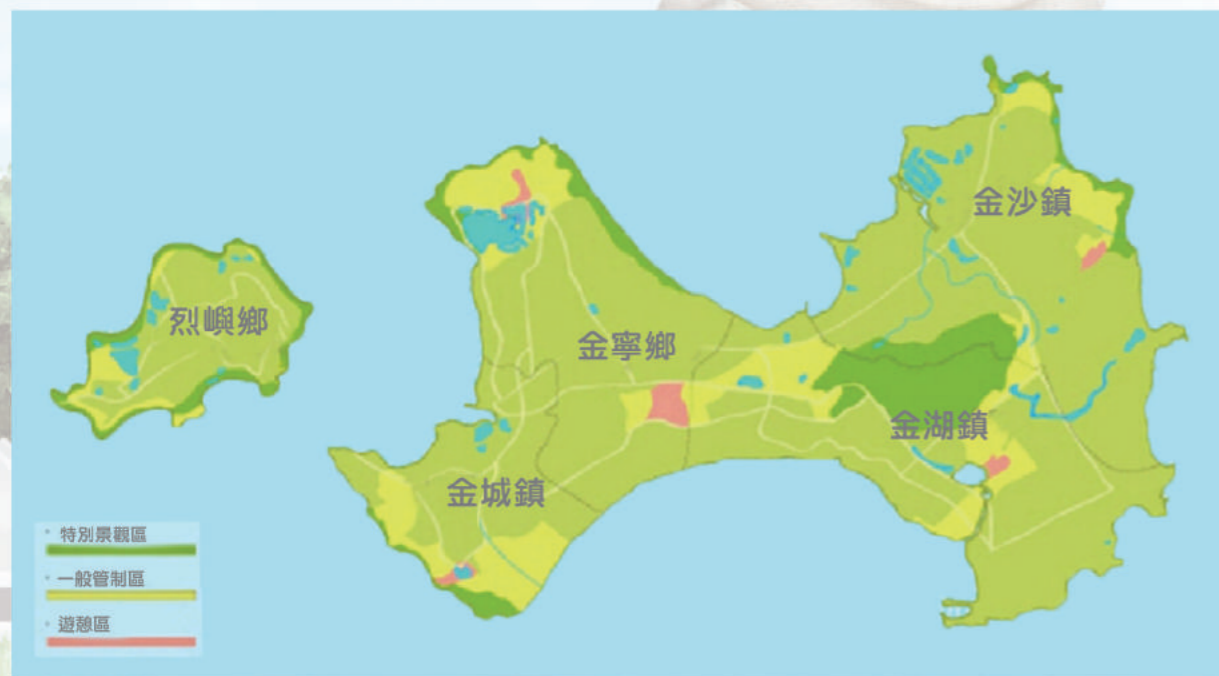 金沙鎮
烈嶼鄉
金寧鄉
金湖鎮
金城鎮
特別景觀區
一般管制區
遊憩區